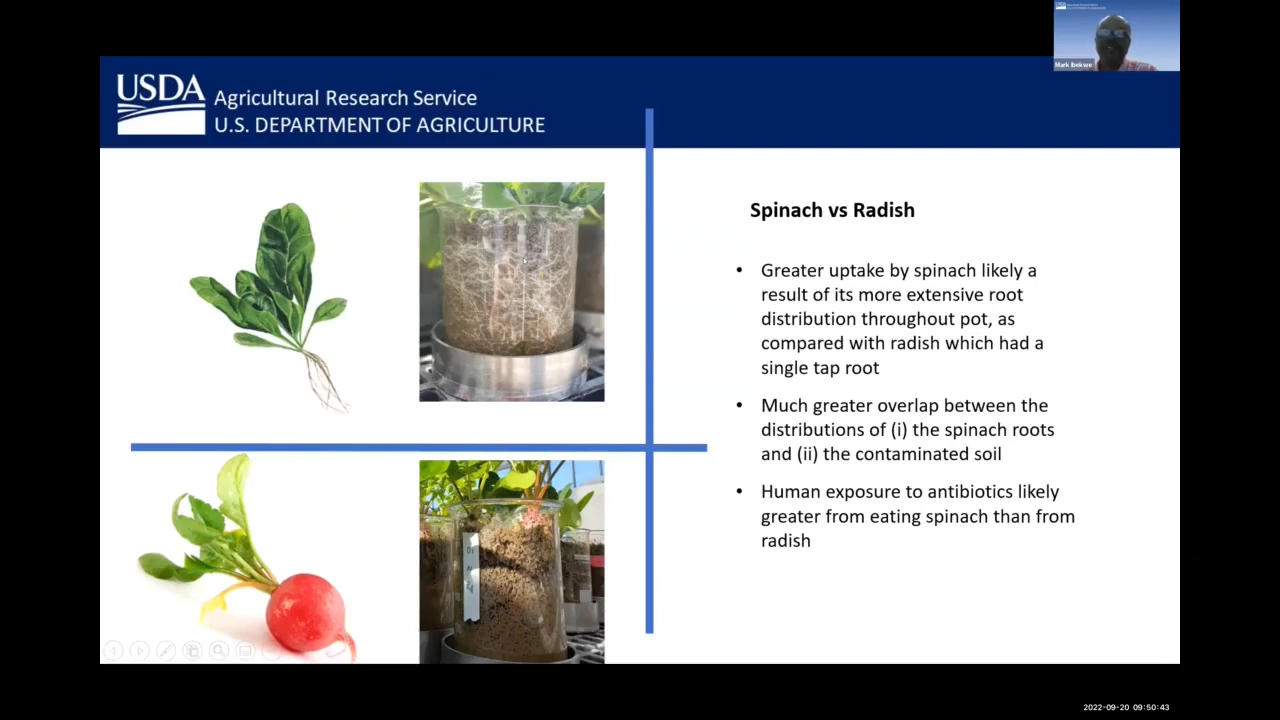 USDA
Agricultural Research Service
U.S. DEPARTMENT OF AGRICULTURE
Mark Ibekwe
Spinach vs Radish
• Greater uptake by spinach likely a
result of its more extensive root
distribution throughout pot, as
compared with radish which had a
single tap root
• Much greater overlap between the
distributions of (i) the spinach roots
and (ii) the contaminated soil
• Human exposure to antibiotics likely
greater from eating spinach than from
radish
2022-09-20 09:50:43